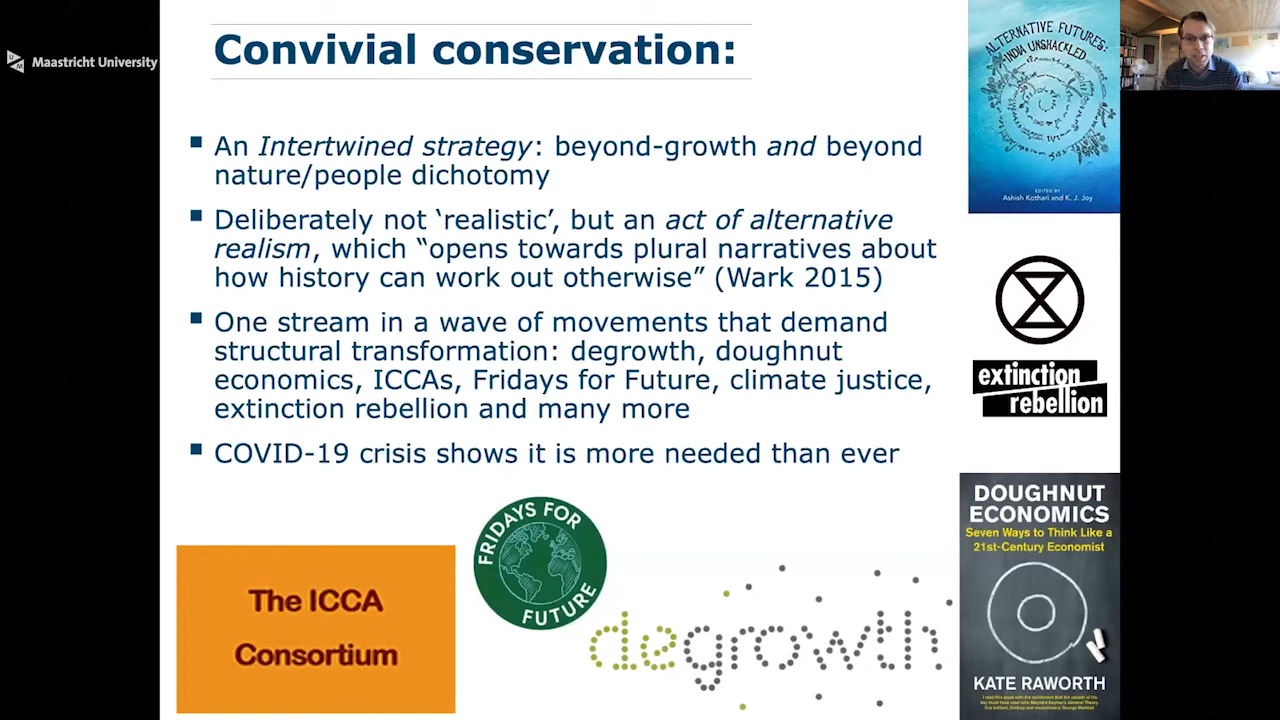 Maastricht University
Convivial conservation:
▪ An Intertwined strategy: beyond-growth and beyond
nature/people dichotomy
▪ Deliberately not ‘realistic’, but an act of alternative
realism, which “opens towards plural narratives about
how history can work out otherwise” (Wark 2015)
▪ One stream in a wave of movements that demand
structural transformation: degrowth, doughnut
economics, ICCAs, Fridays for Future, climate justice,
extinction rebellion and many more
▪ COVID-19 crisis shows it is more needed than ever
ALTERNATIVE FUTURES:
INDIA UNSHACKLED
EDITED BY
Ashish Kothari and K. J. Joy
extinction
rebellion
The ICCA
Consortium
FRIDAYS FOR
FUTURE
degrowth
DOUGHNUT
ECONOMICS
Seven Ways to Think Like a
21st-Century Economist
KATE RAWORTH